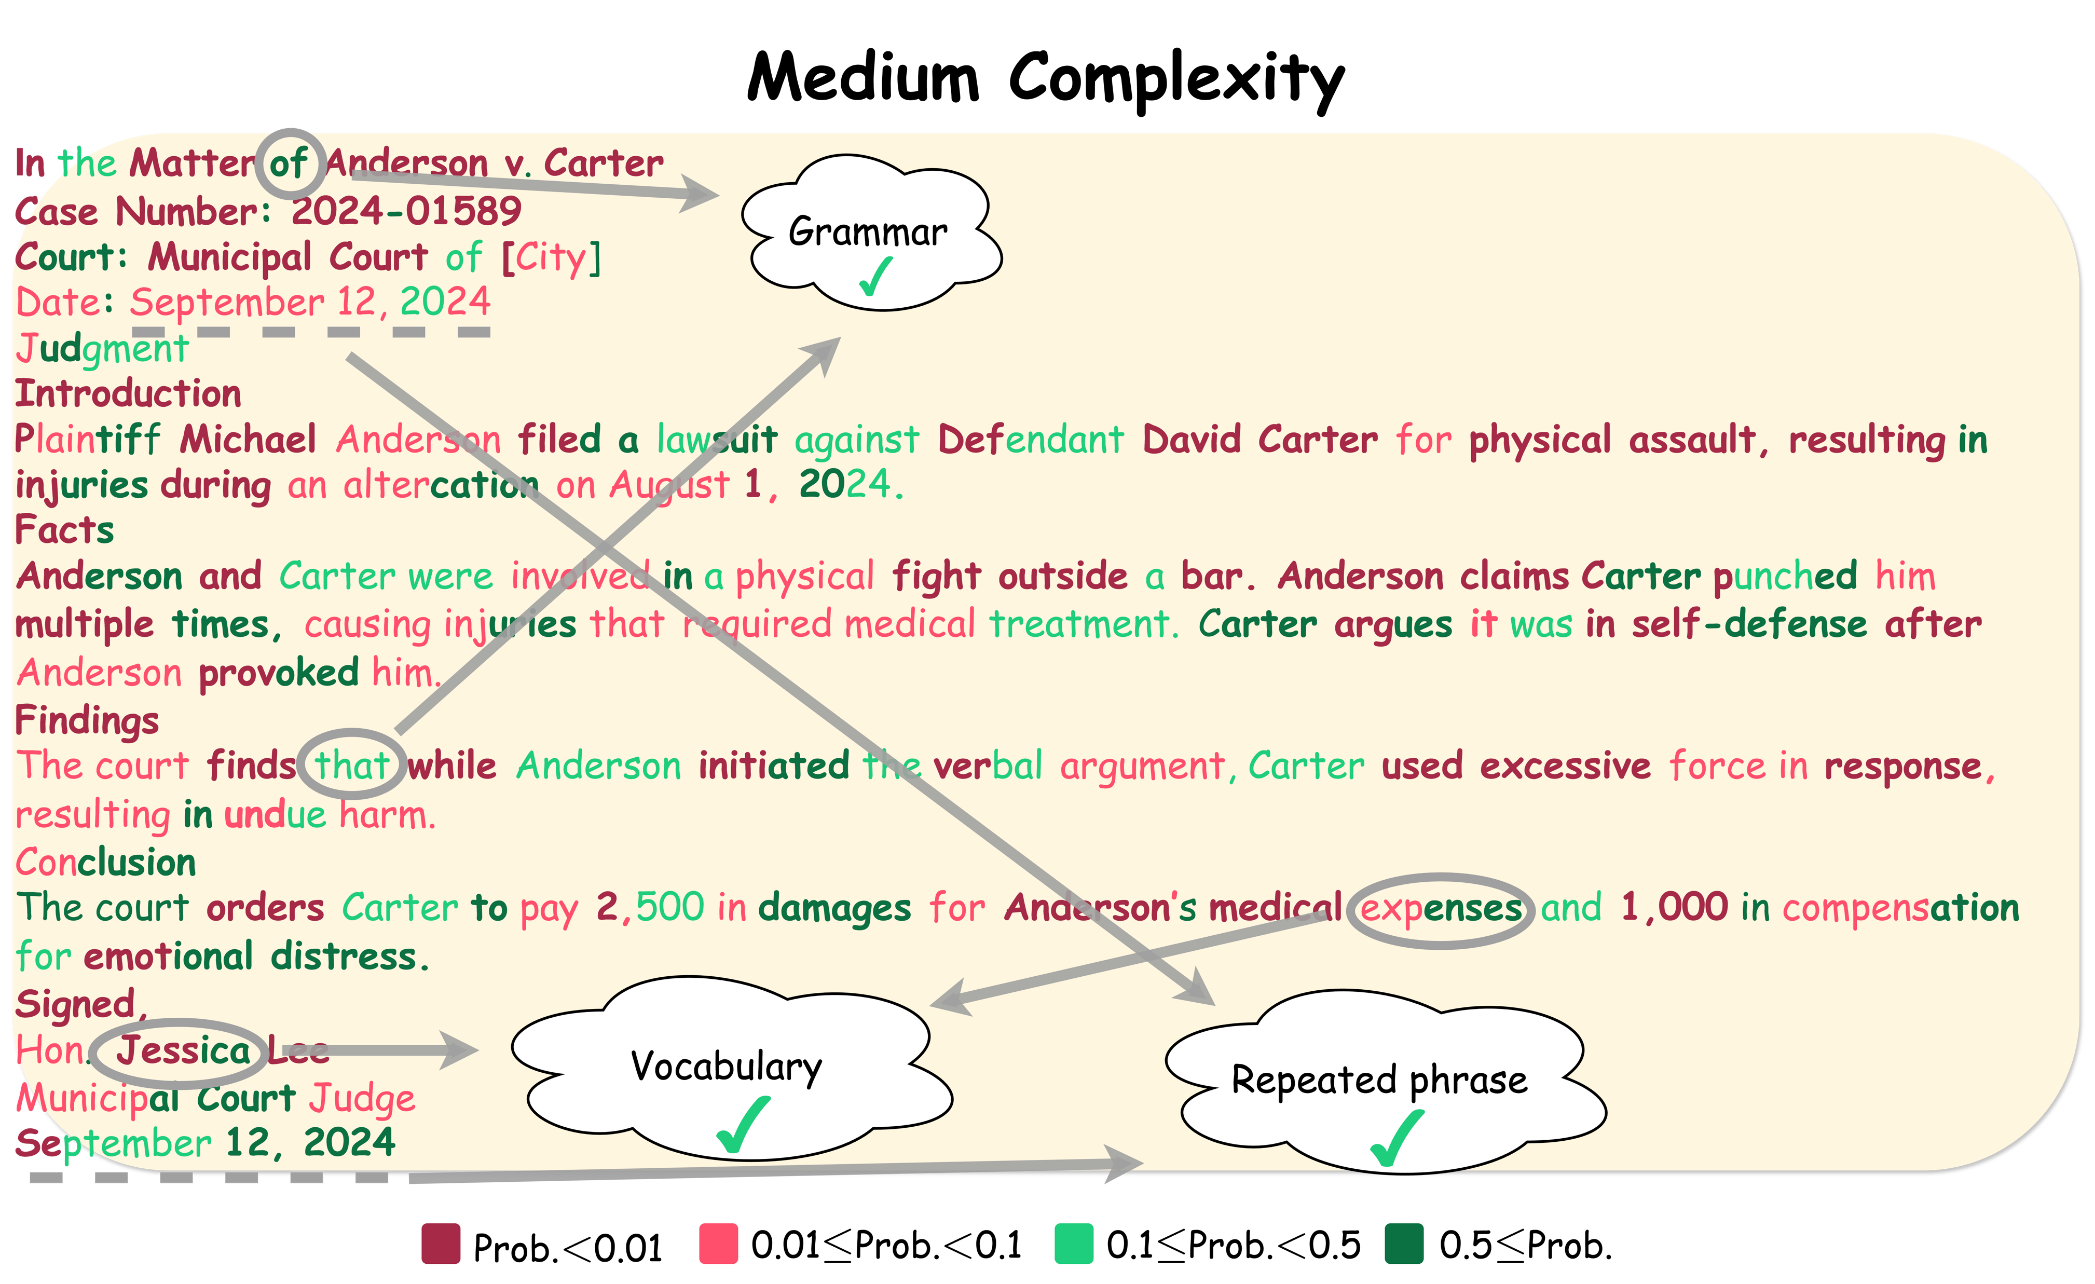 Medium Complexity
In the Matter of Anderson v. Carter
Case Number: 2024-01589
Court: Municipal Court of [City]
Date: September 12, 2024
Judgment
Introduction
Plaintiff Michael Anderson filed a lawsuit against Defendant David Carter for physical assault, resulting in
injuries during an altercation on August 1, 2024.
Facts
Anderson and Carter were involved in a physical fight outside a bar. Anderson claims Carter punched him
multiple times, causing injuries that required medical treatment. Carter argues it was in self-defense after
Anderson provoked him.
Findings
The court finds that while Anderson initiated the verbal argument, Carter used excessive force in response,
resulting in undue harm.
Conclusion
The court orders Carter to pay 2,500 in damages for Anderson's medical expenses and 1,000 in compensation
for emotional distress.
Signed,
Hon. Jessica Lee
Municipal Court Judge
September 12, 2024
Grammar
Vocabulary
Repeated phrase
Prob.<0.01 0.01≤Prob.<0.1 0.1≤Prob.<0.5 0.5≤Prob.